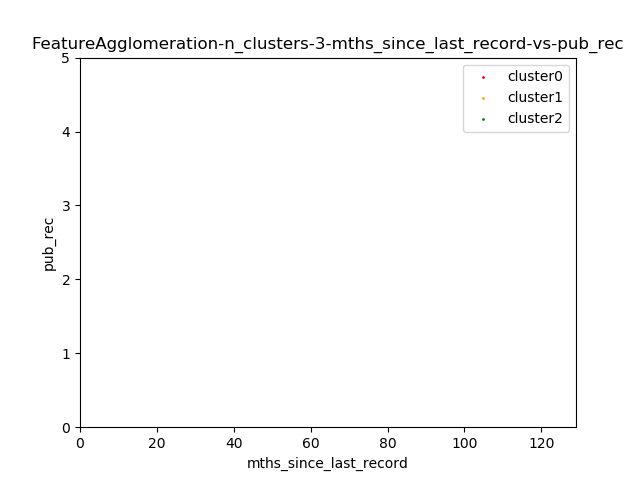 FeatureAgglomeration-n_clusters-3-mths_since_last_record-vs-pub_rec
cluster0
cluster1
cluster2
5
4
3
2
1
0
pub_rec
0 20 40 60 80 100 120
mths_since_last_record